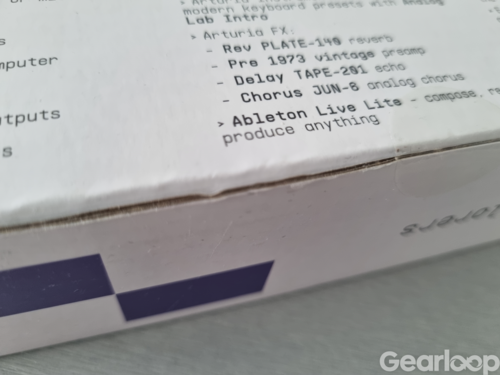 modern keyboard presets with Analog
Lab Intro
> Arturia FX:
- Rev PLATE-140 reverb
- Pre 1973 vintage preamp
- Delay TAPE-201 echo
- Chorus JUN-6 analog chorus
> Ableton Live Lite - compose, re
produce anything
mputer
tputs
s
lorers
Gearloop